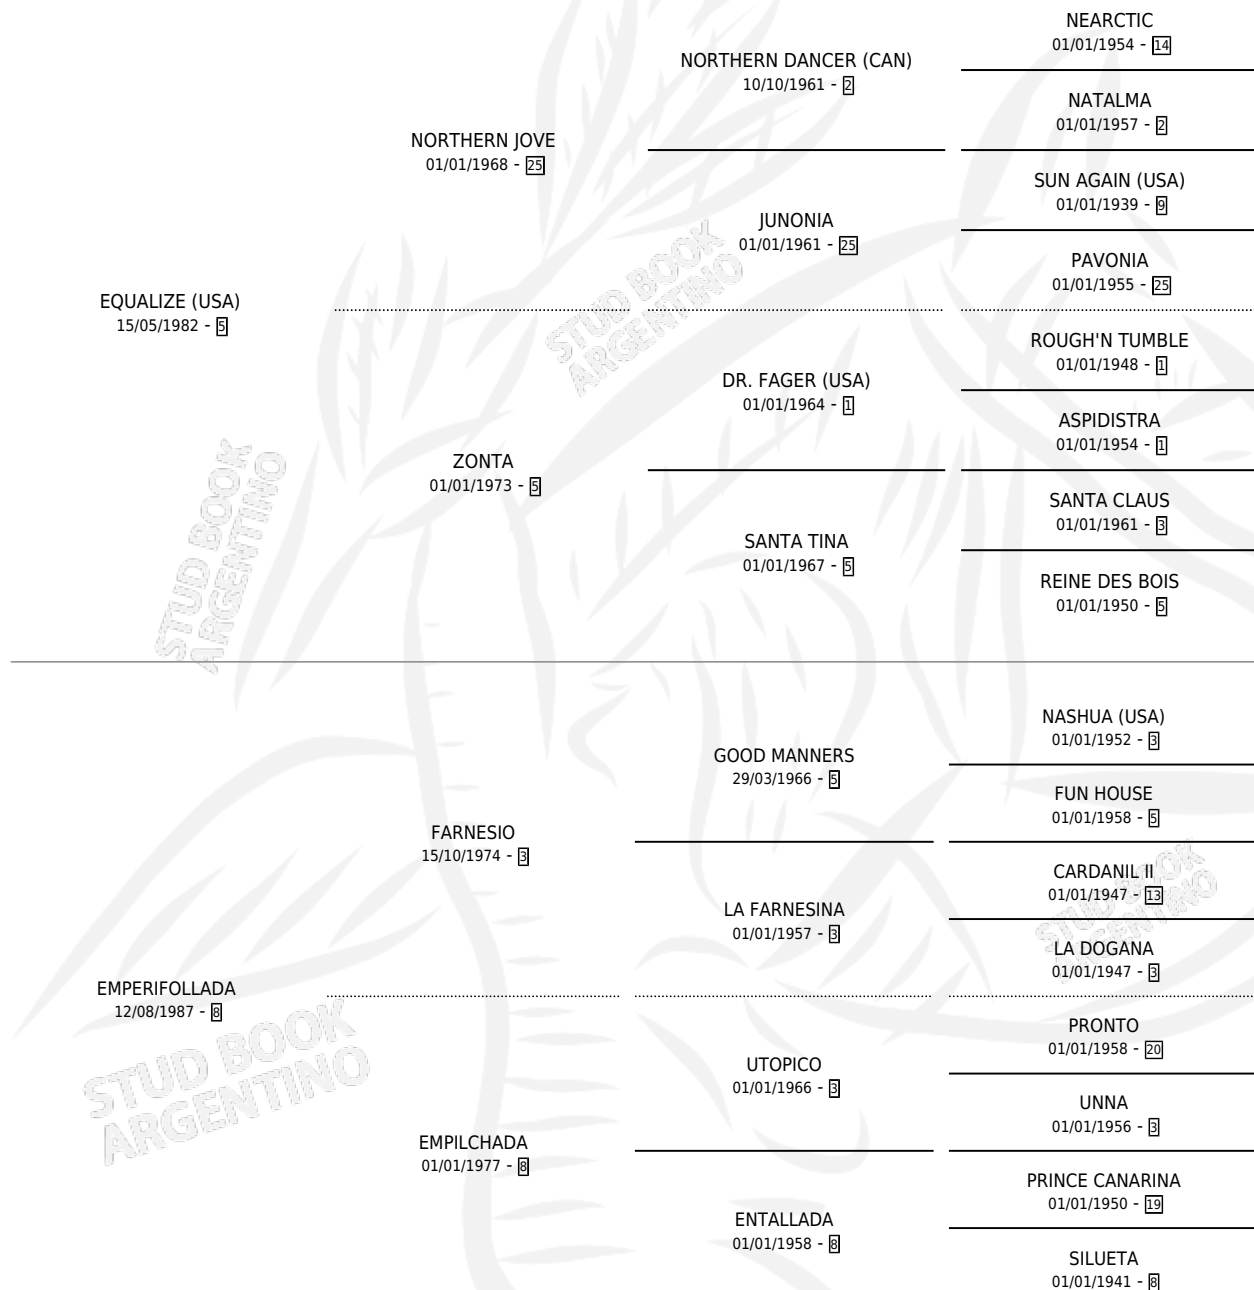 NEARCTIC
01/01/1954 - 14
NORTHERN DANCER (CAN)
10/10/1961 - 2
NATALMA
01/01/1957 - 2
NORTHERN JOVE
01/01/1968 - 25
SUN AGAIN (USA)
01/01/1939 - 9
JUNONIA
01/01/1961 - 25
PAVONIA
01/01/1955 - 25
EQUALIZE (USA)
15/05/1982 - 5
STUD BOOK
ARGENTINO
ROUGH'N TUMBLE
01/01/1948 - 1
DR. FAGER (USA)
01/01/1964 - 1
ASPIDISTRA
01/01/1954 - 1
ZONTA
01/01/1973 - 5
SANTA CLAUS
01/01/1961 - 3
SANTA TINA
01/01/1967 - 5
REINE DES BOIS
01/01/1950 - 5
STUD BOOK
ARGENTINO
NASHUA (USA)
01/01/1952 - 3
GOOD MANNERS
29/03/1966 - 5
FUN HOUSE
01/01/1958 - 5
FARNESIO
15/10/1974 - 3
CARDANIL II
01/01/1947 - 13
LA FARNESINA
01/01/1957 - 3
STUD BOOK
ARGENTINO
LA DOGANA
01/01/1947 - 3
EMPERIFOLLADA
12/08/1987 - 8
STUD BOOK
ARGENTINO
PRONTO
01/01/1958 - 20
UTOPICO
01/01/1966 - 3
UNNA
01/01/1956 - 3
EMPILCHADA
01/01/1977 - 8
PRINCE CANARINA
01/01/1950 - 19
ENTALLADA
01/01/1958 - 8
SILUETA
01/01/1941 - 8